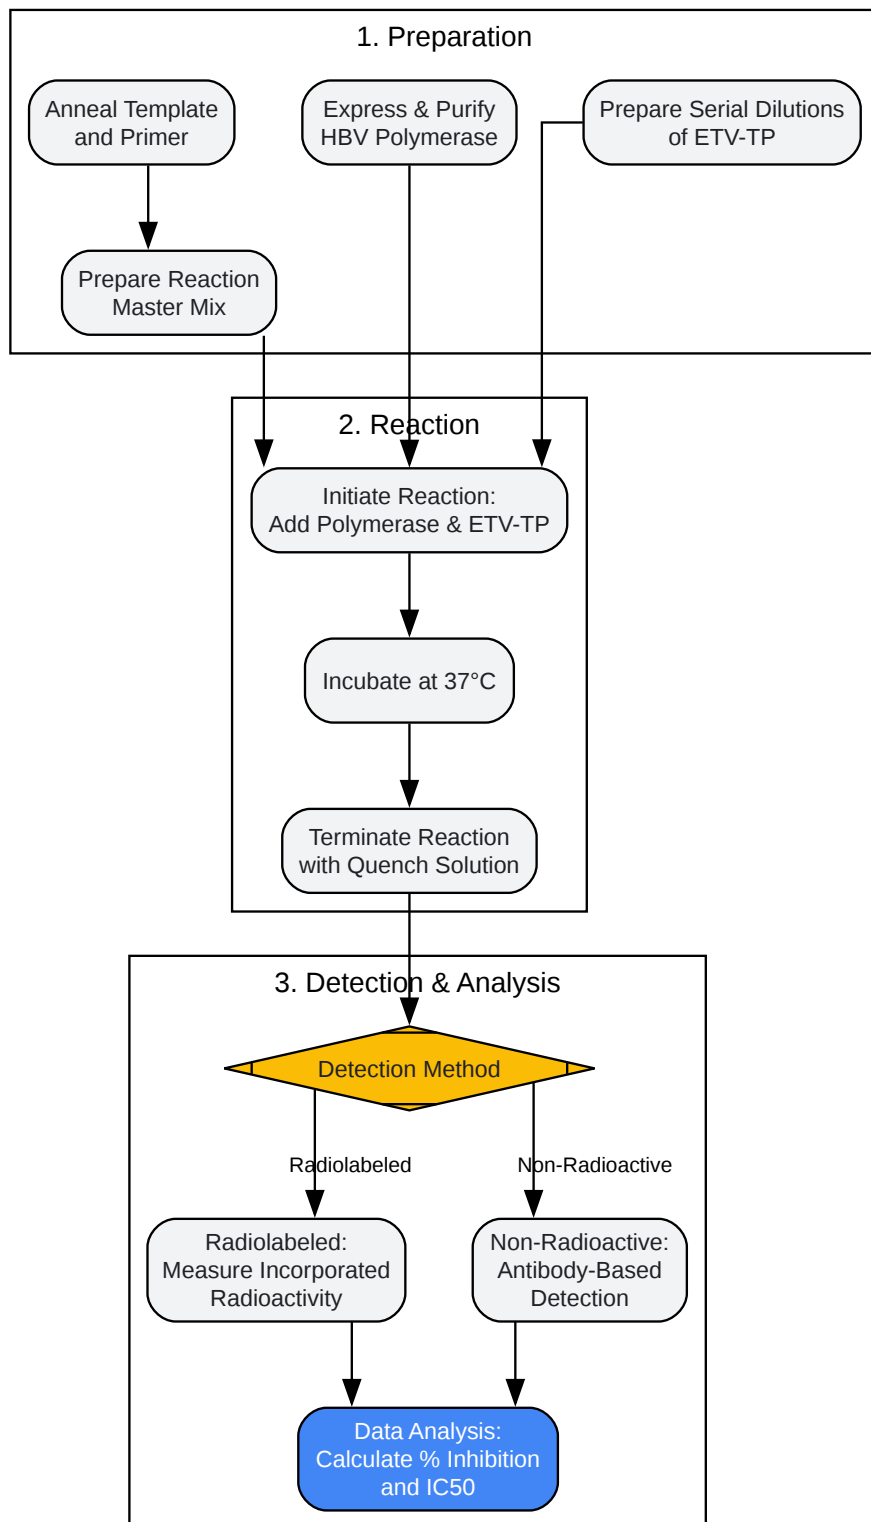 1. Preparation
Anneal Template
and Primer
Express & Purify
HBV Polymerase
Prepare Serial Dilutions
of ETV-TP
Prepare Reaction
Master Mix
2. Reaction
Initiate Reaction:
Add Polymerase & ETV-TP
Incubate at 37°C
Terminate Reaction
with Quench Solution
3. Detection & Analysis
Detection Method
Radiolabeled
Non-Radioactive
Radiolabeled:
Measure Incorporated
Radioactivity
Non-Radioactive:
Antibody-Based
Detection
Data Analysis:
Calculate % Inhibition
and IC50